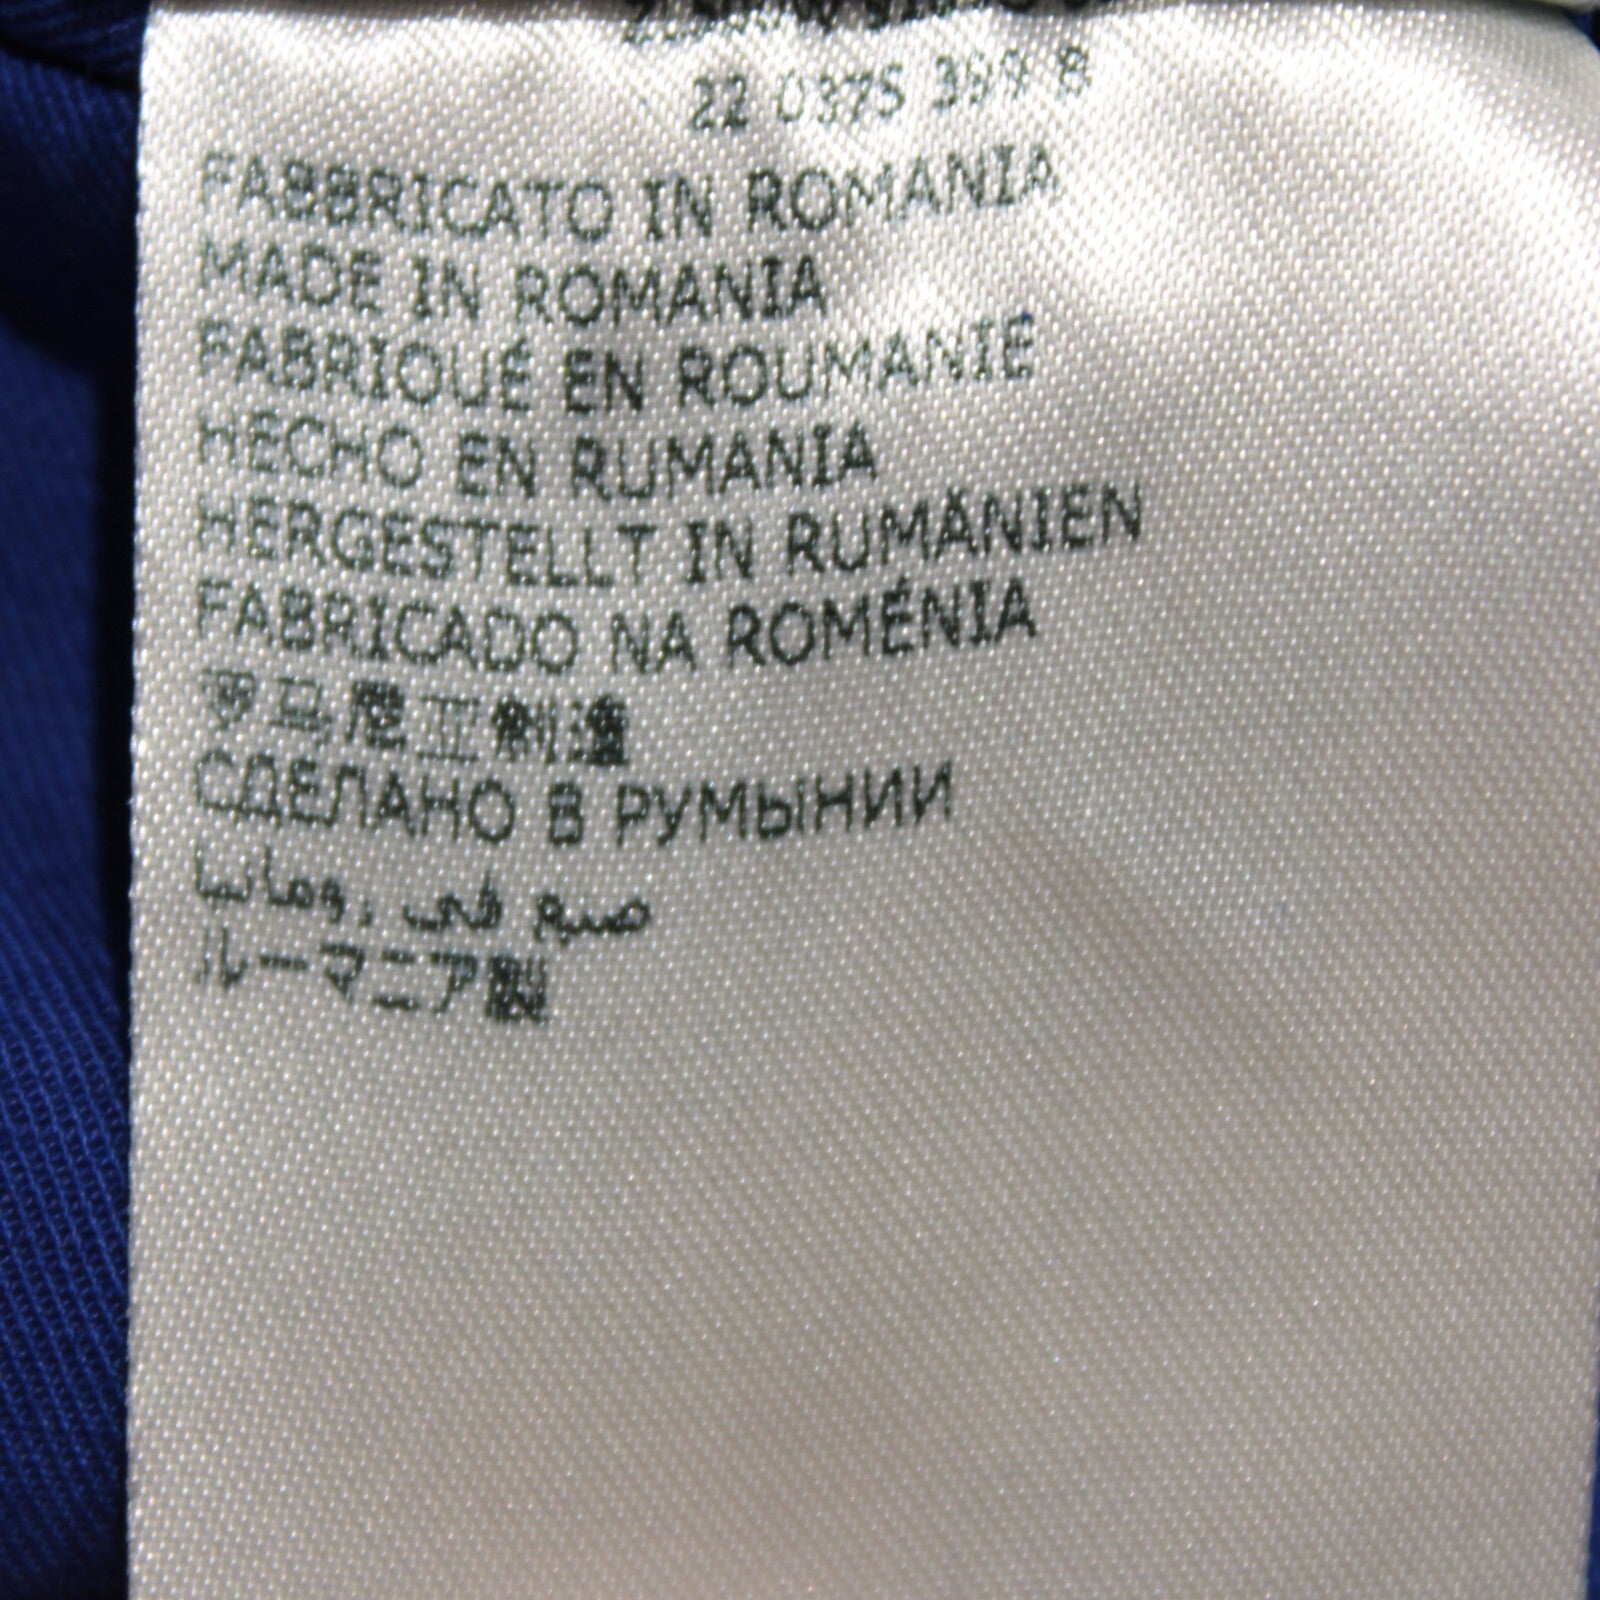 22 0375 399 8
FABBRICATO IN ROMANIA
MADE IN ROMANIA
FABRIQUÉ EN ROUMANIE
HECHO EN RUMANIA
HERGESTELLT IN RUMÄNIEN
FABRICADO NA ROMÉNIA
罗马尼亚制造
СДЕЛАНО В РУМЫНИИ
صنع في رومانيا
ルーマニア製